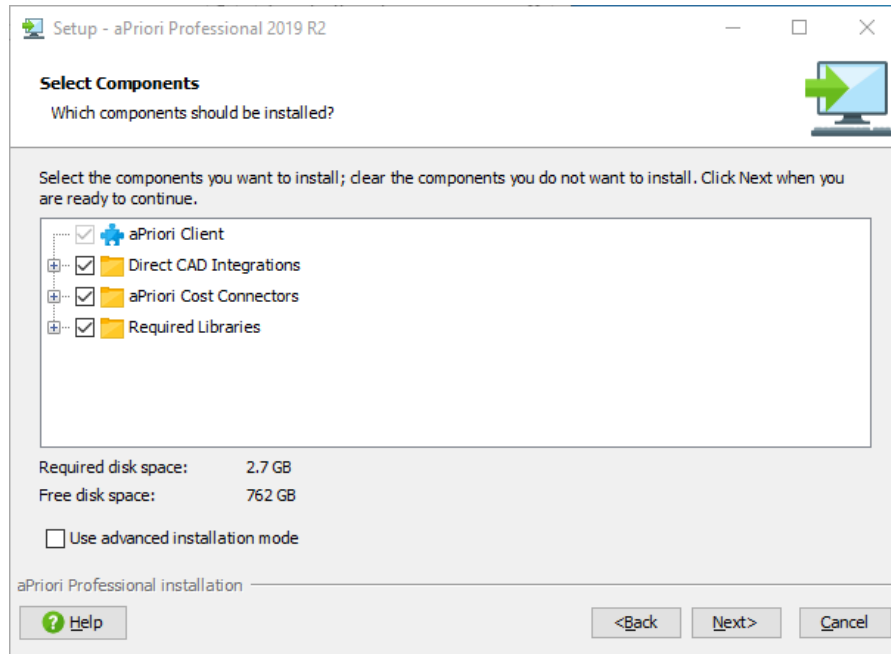 Setup - aPriori Professional 2019 R2
Select Components
Which components should be installed?
Select the components you want to install; clear the components you do not want to install. Click Next when you
are ready to continue.
aPriori Client
Direct CAD Integrations
aPriori Cost Connectors
Required Libraries
Required disk space: 2.7 GB
Free disk space: 762 GB
Use advanced installation mode
aPriori Professional installation
Help <Back Next> Cancel